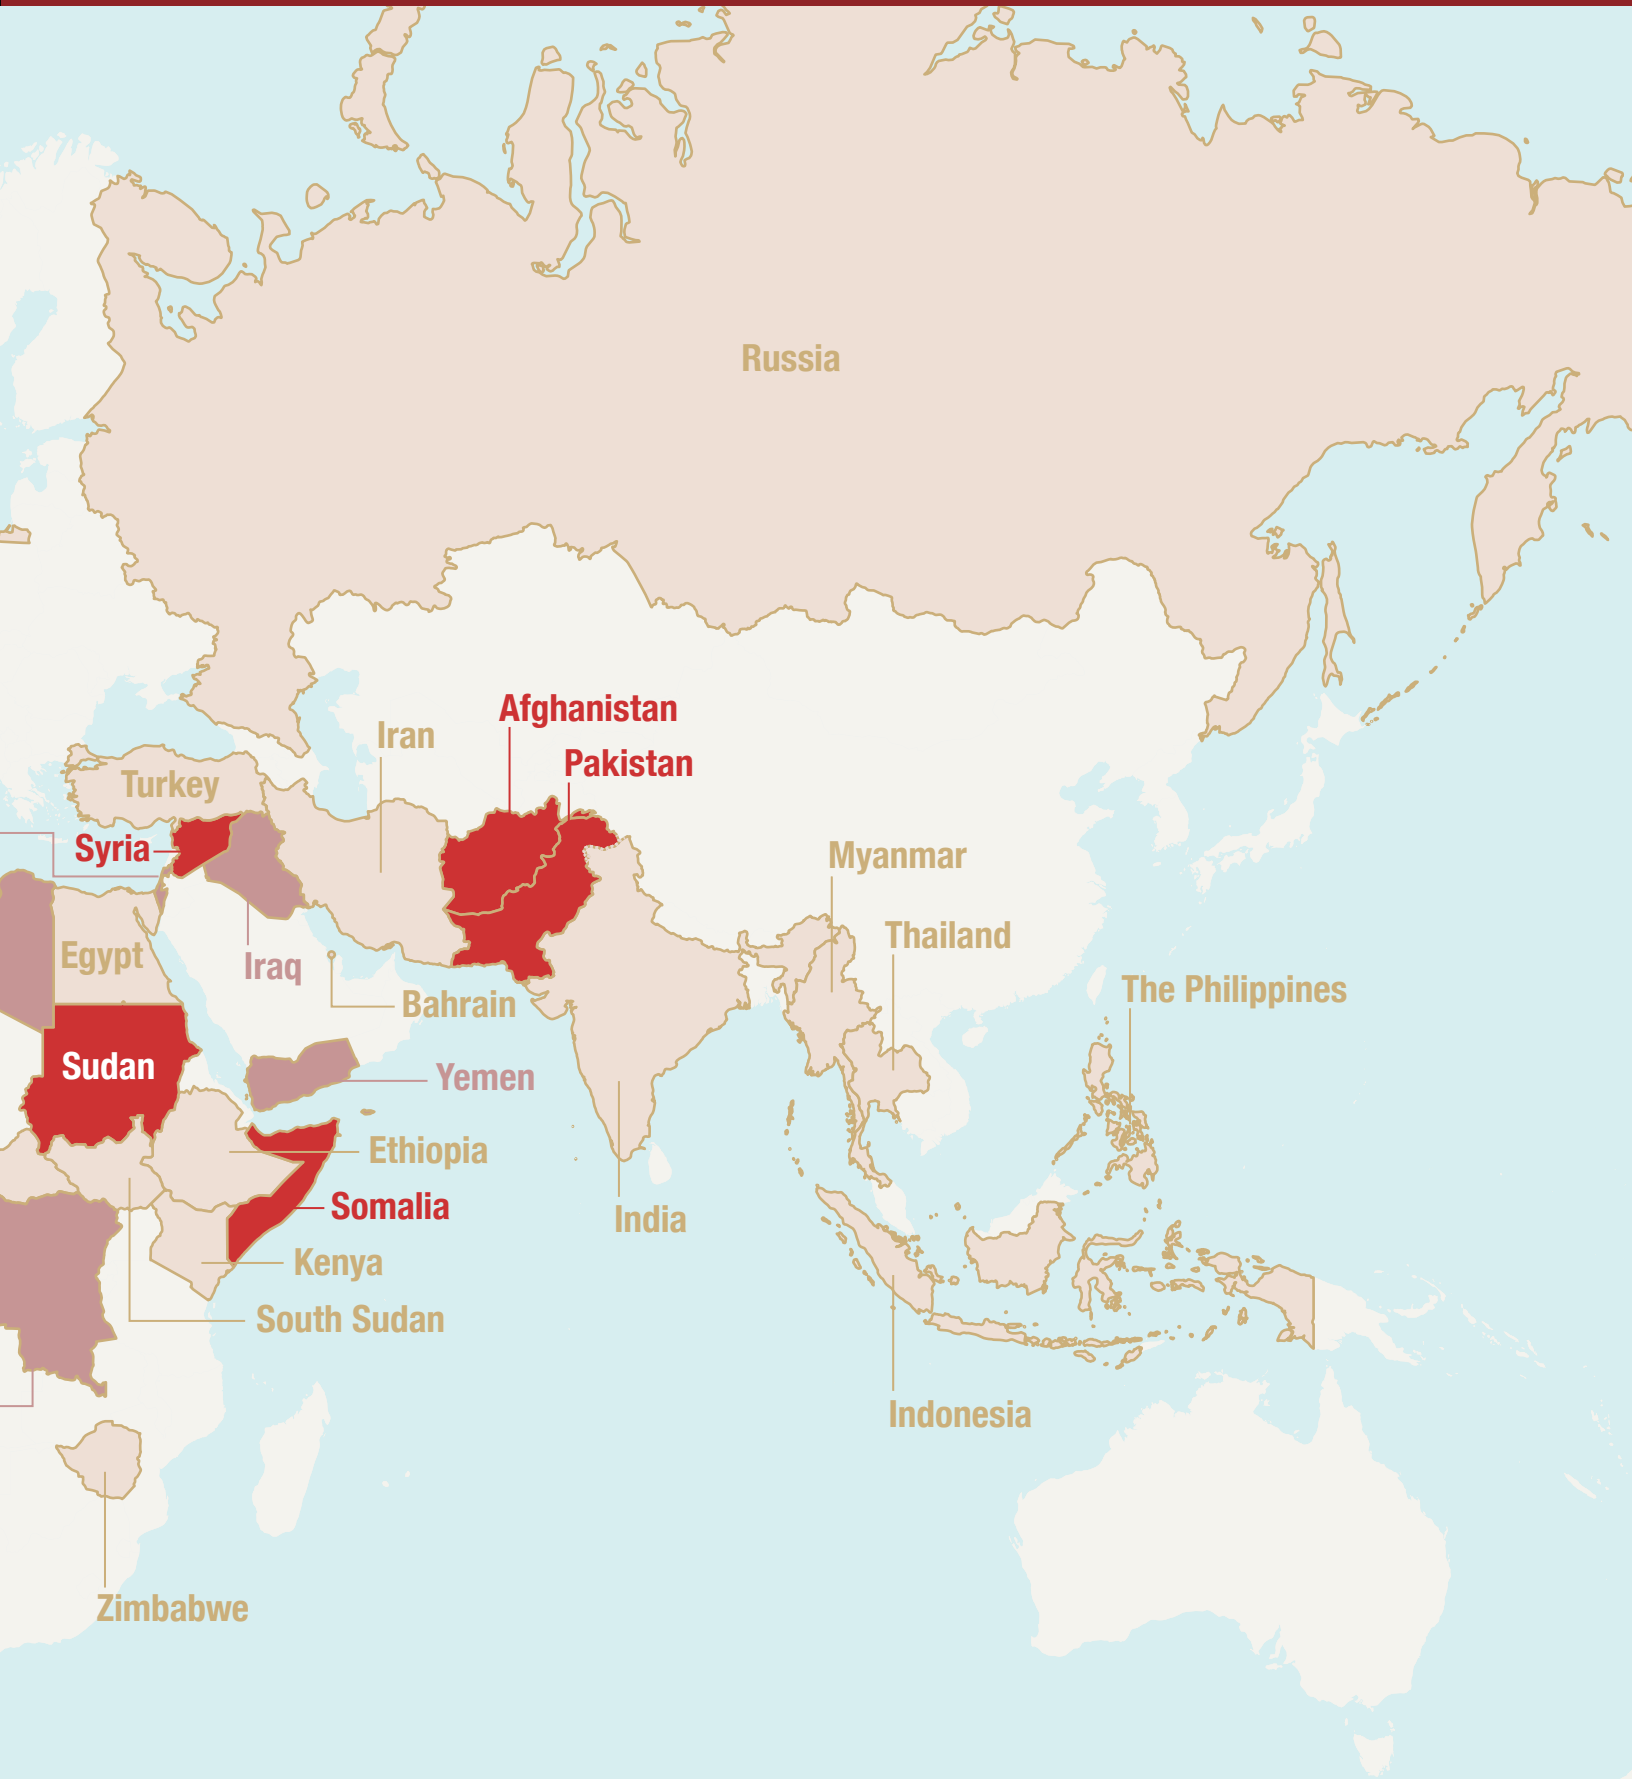 Russia
Afghanistan
Iran
Pakistan
Turkey
Syria
Myanmar
Thailand
Egypt
Iraq
The Philippines
Bahrain
Sudan
Yemen
Ethiopia
Somalia
India
Kenya
South Sudan
Indonesia
Zimbabwe